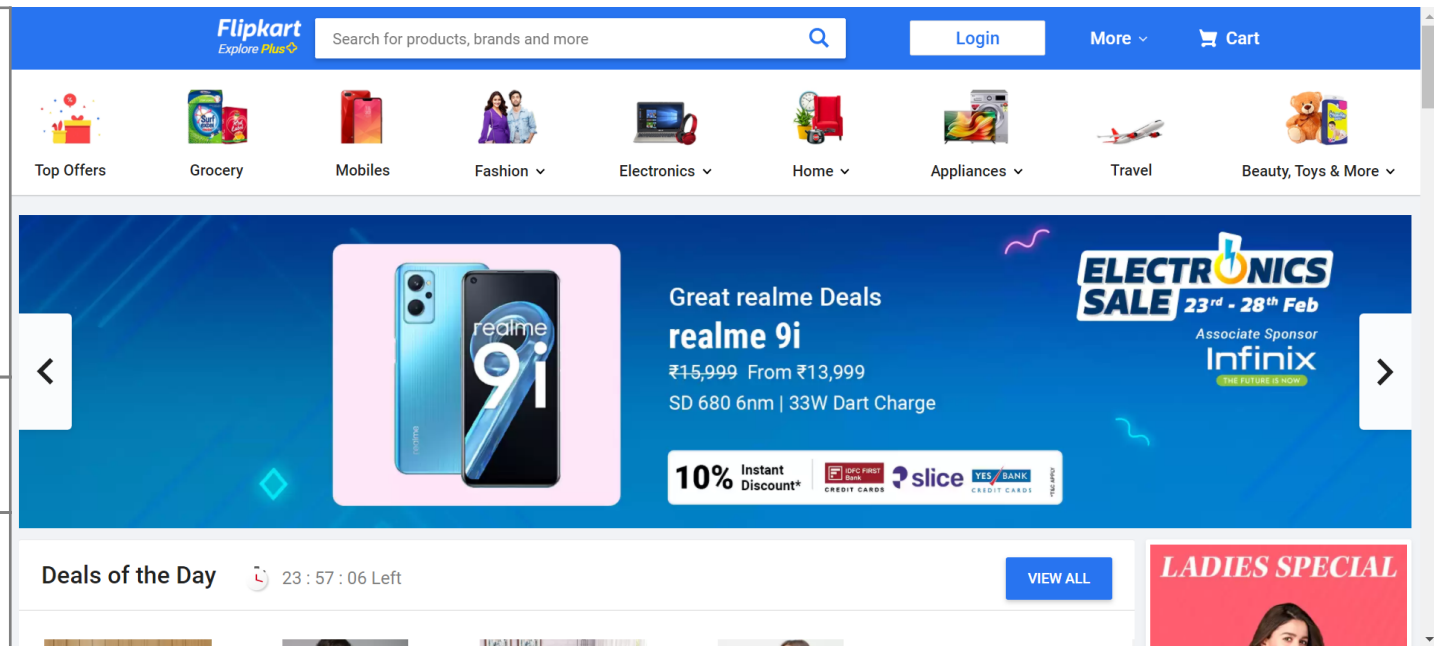 Flipkart
Explore Plus
Search for products, brands and more
Login
More
Cart
Top Offers
Grocery
Mobiles
Fashion
Electronics
Home
Appliances
Travel
Beauty, Toys & More
Surf
realme
9i
realme
Great realme Deals
realme 9i
₹15,999 From ₹13,999
SD 680 6nm | 33W Dart Charge
10% Instant Discount*
IDFC FIRST Bank
CREDIT CARDS
slice
YES BANK
CREDIT CARDS
*T&C APPLY
ELECTRONICS
SALE 23rd - 28th Feb
Associate Sponsor
Infinix
THE FUTURE IS NOW
Deals of the Day
23 : 57 : 06 Left
VIEW ALL
LADIES SPECIAL